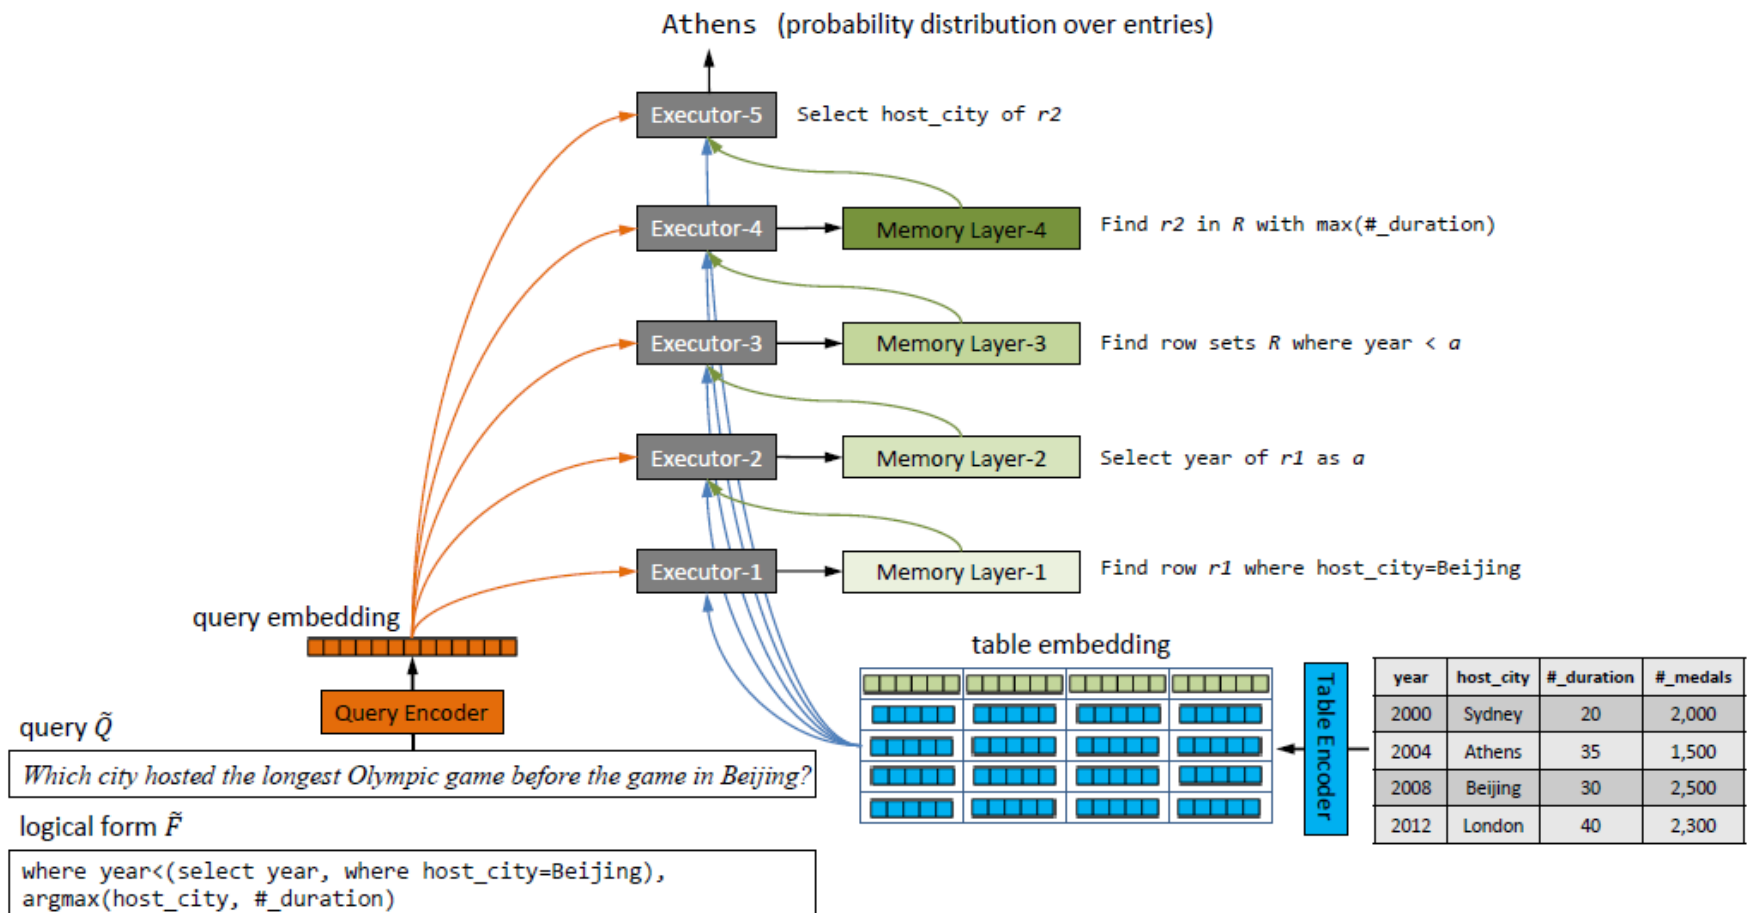 Athens (probability distribution over entries)
Executor-5 Select host_city of r2
Executor-4 Memory Layer-4 Find r2 in R with max(#_duration)
Executor-3 Memory Layer-3 Find row sets R where year < a
Executor-2 Memory Layer-2 Select year of r1 as a
Executor-1 Memory Layer-1 Find row r1 where host_city=Beijing
query embedding
Query Encoder
query Q̃
Which city hosted the longest Olympic game before the game in Beijing?
logical form F̃
where year<(select year, where host_city=Beijing),
argmax(host_city, #_duration)
table embedding
Table Encoder
year host_city #_duration #_medals
2000 Sydney 20 2,000
2004 Athens 35 1,500
2008 Beijing 30 2,500
2012 London 40 2,300